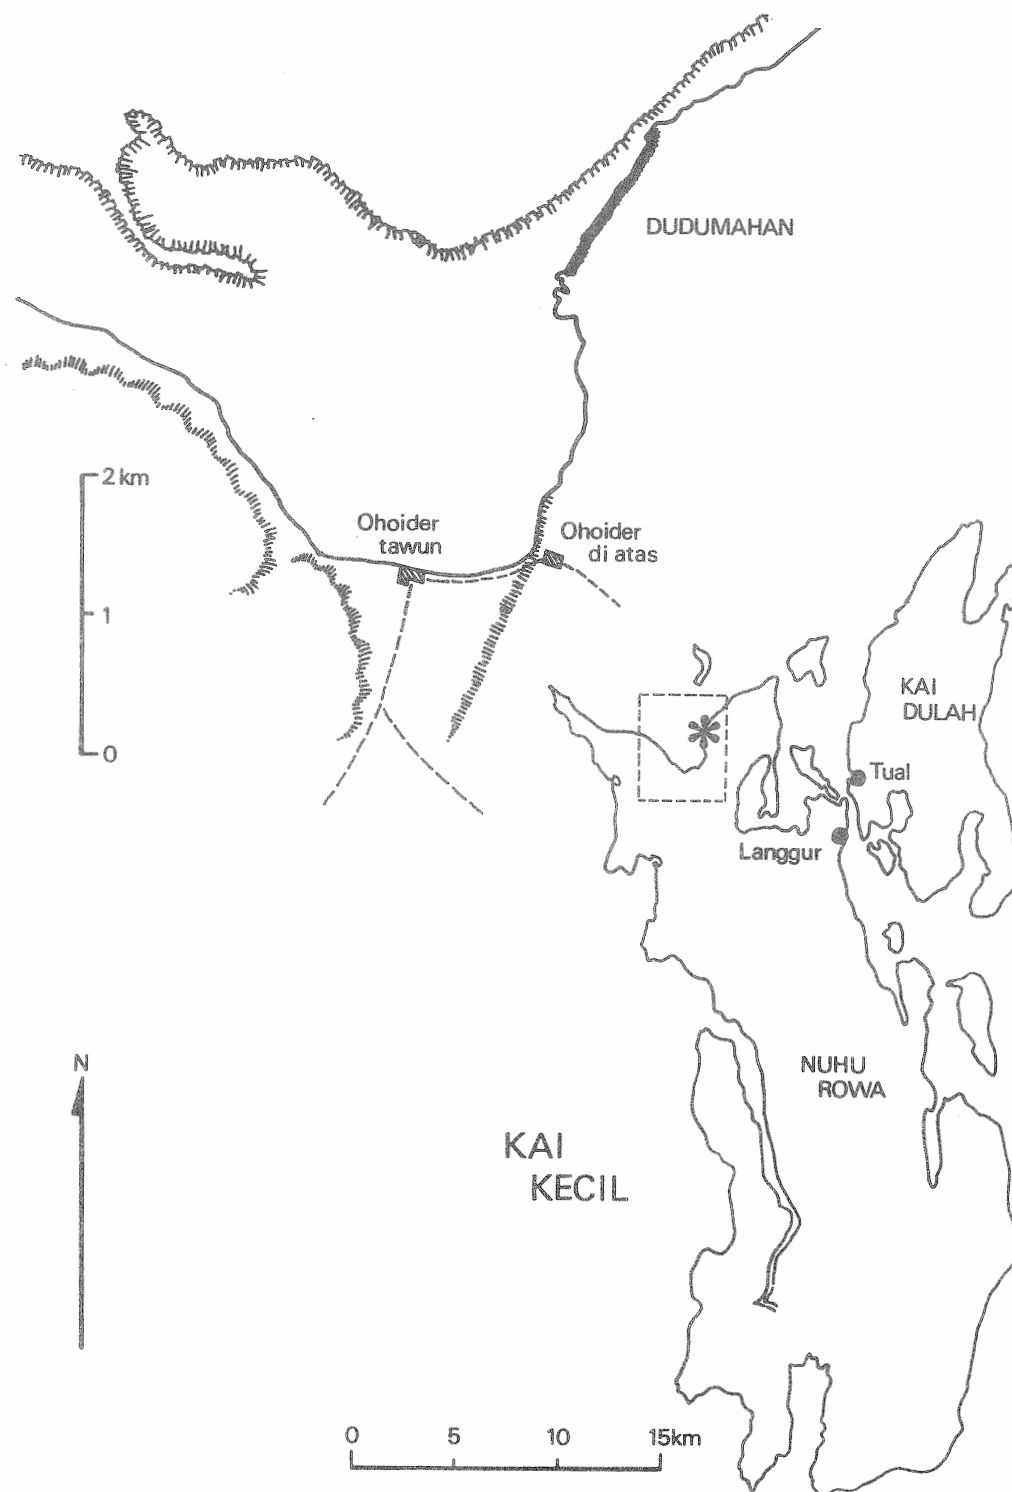 DUDUMAHAN
2 km
Ohoider
tawun
Ohoider
di atas
1
0
KAI
DULAH
Tual
Langgur
N
NUHU
ROWA
KAI
KECIL
0 5 10 15km